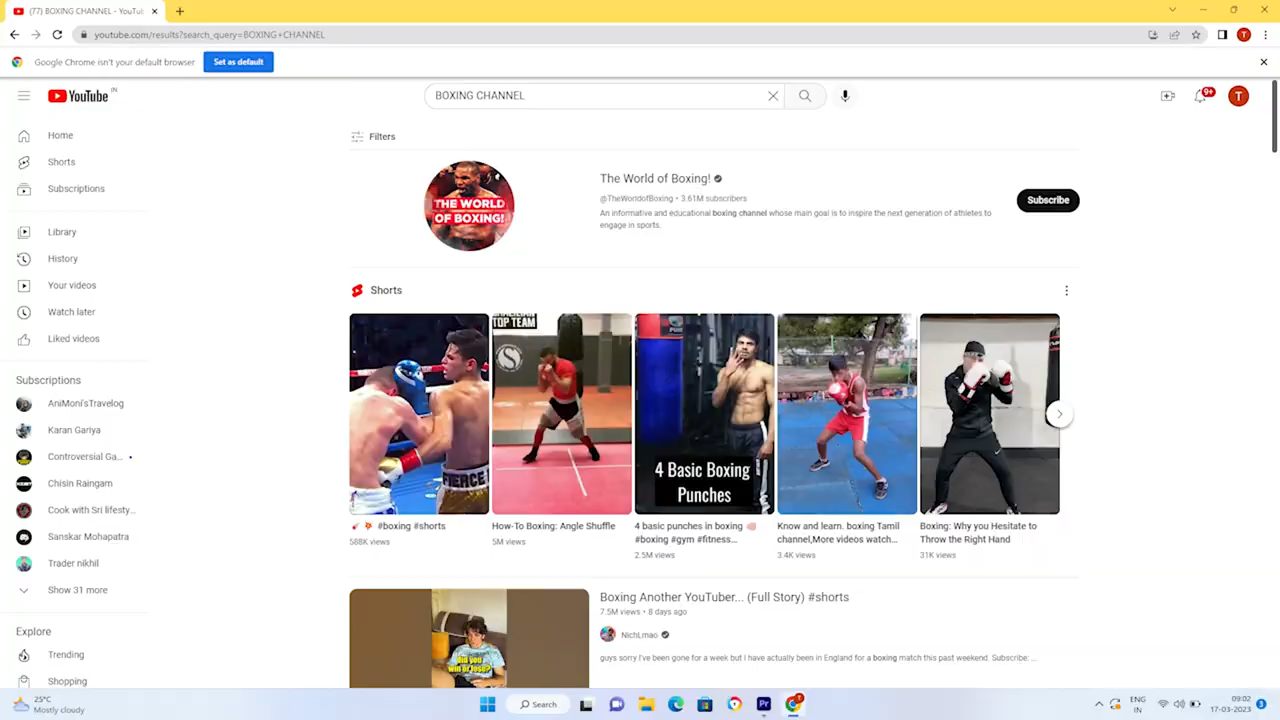 (77) BOXING CHANNEL - YouTu
youtube.com/results?search_query=BOXING+CHANNEL
T
Google Chrome isn't your default browser
Set as default
YouTube IN
BOXING CHANNEL
9+
T
Home
Shorts
Subscriptions
Library
History
Your videos
Watch later
Liked videos
Subscriptions
AniMoni'sTravelog
Karan Gariya
Controversial Ga...
Chisin Raingam
Cook with Sri lifesty...
Sanskar Mohapatra
Trader nikhil
Show 31 more
Explore
Trending
Shopping
Filters
THE WORLD
OF BOXING!
The World of Boxing!
@TheWorldofBoxing • 3.61M subscribers
An informative and educational boxing channel whose main goal is to inspire the next generation of athletes to
engage in sports.
Subscribe
Shorts
FIERCE
TOP TEAM
4 Basic Boxing
Punches
#boxing #shorts
588K views
How-To Boxing: Angle Shuffle
5M views
4 basic punches in boxing
#boxing #gym #fitness...
2.5M views
Know and learn. boxing Tamil
channel,More videos watch...
3.4K views
Boxing: Why you Hesitate to
Throw the Right Hand
31K views
did you
win or lose?
Boxing Another YouTuber... (Full Story) #shorts
7.5M views • 8 days ago
NichLmao
guys sorry I've been gone for a week but I have actually been in England for a boxing match this past weekend. Subscribe: ...
25°C
Mostly cloudy
Search
Pr
ENG
IN
09:02
17-03-2023
3